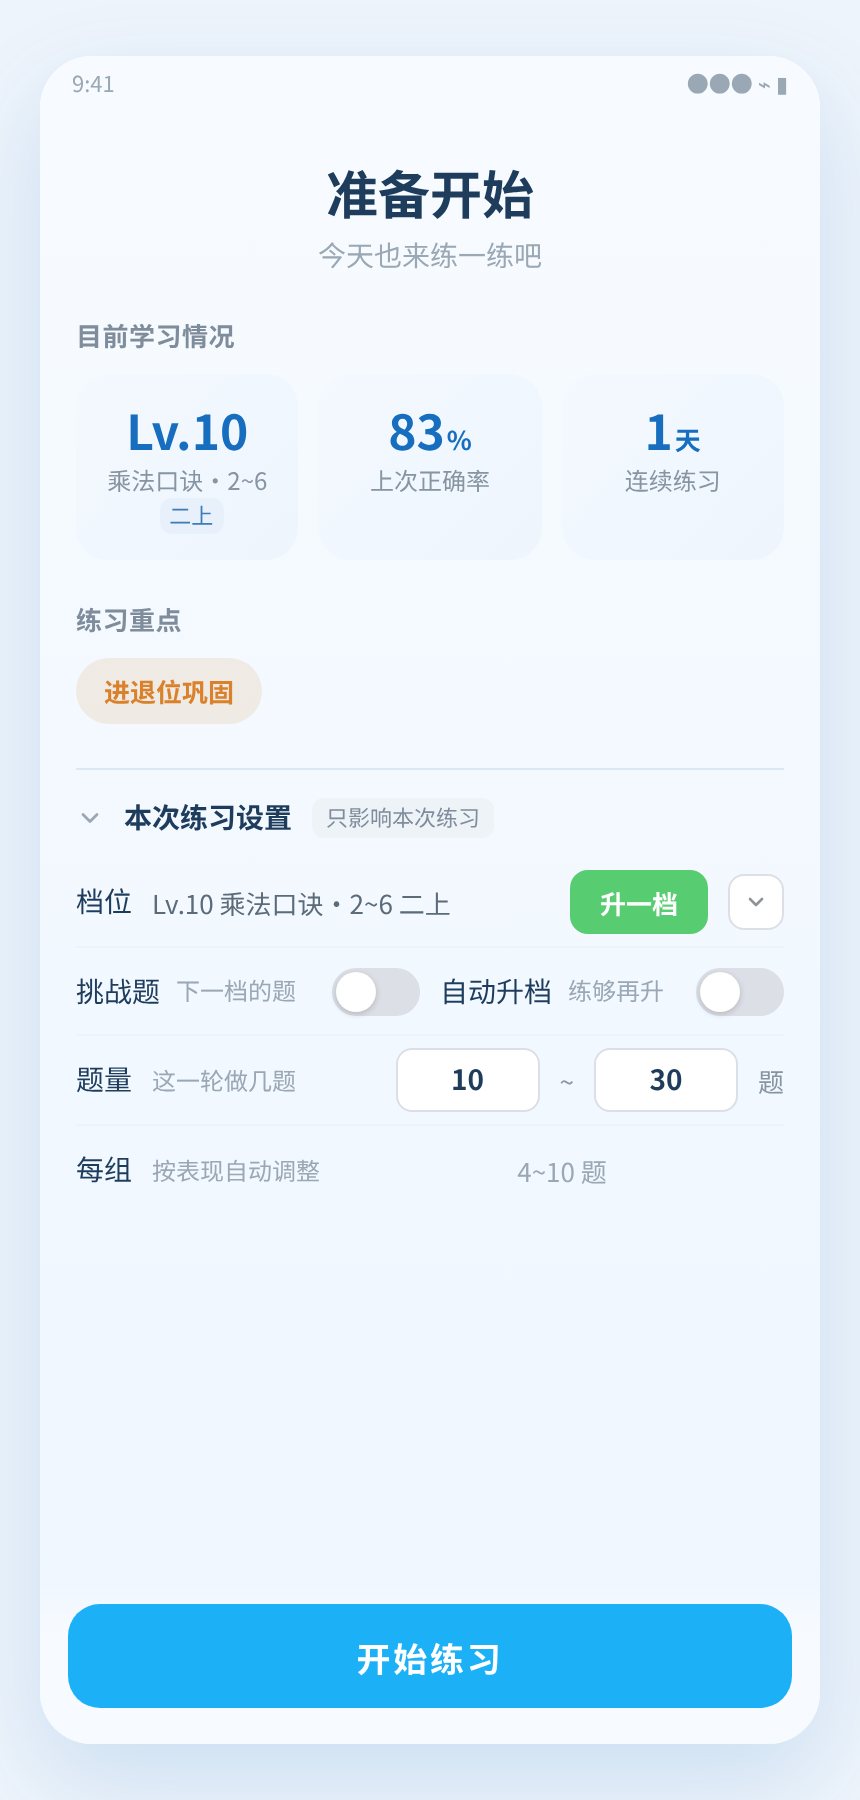 9:41
准备开始
今天也来练一练吧
目前学习情况
Lv.10
乘法口诀·2~6
二上
83%
上次正确率
1天
连续练习
练习重点
进退位巩固
本次练习设置 只影响本次练习
档位 Lv.10 乘法口诀·2~6 二上 升一档
挑战题 下一档的题 自动升档 练够再升
题量 这一轮做几题 10 ~ 30 题
每组 按表现自动调整 4~10 题
开始练习